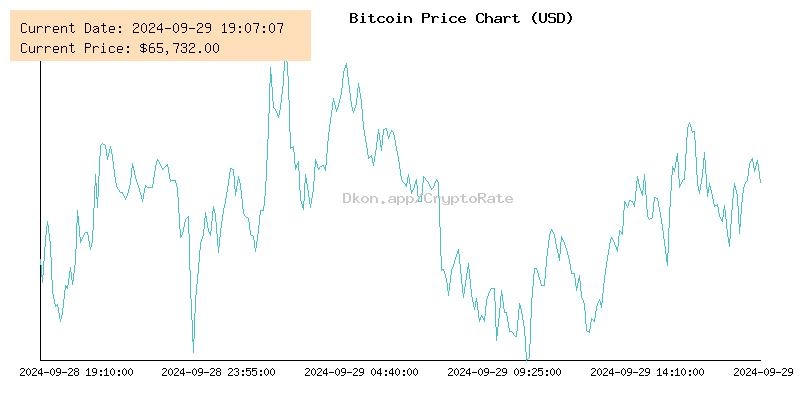 Bitcoin Price Chart (USD)
Current Date: 2024-09-29 19:07:07
Current Price: $65,732.00
Dkon.app/CryptoRate
2024-09-28 19:10:00 2024-09-28 23:55:00 2024-09-29 04:40:00 2024-09-29 09:25:00 2024-09-29 14:10:00 2024-09-29